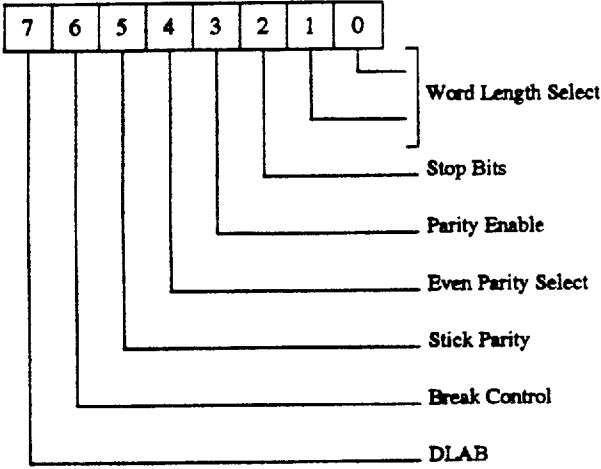 7 6 5 4 3 2 1 0
Word Length Select
Stop Bits
Parity Enable
Even Parity Select
Stick Parity
Break Control
DLAB